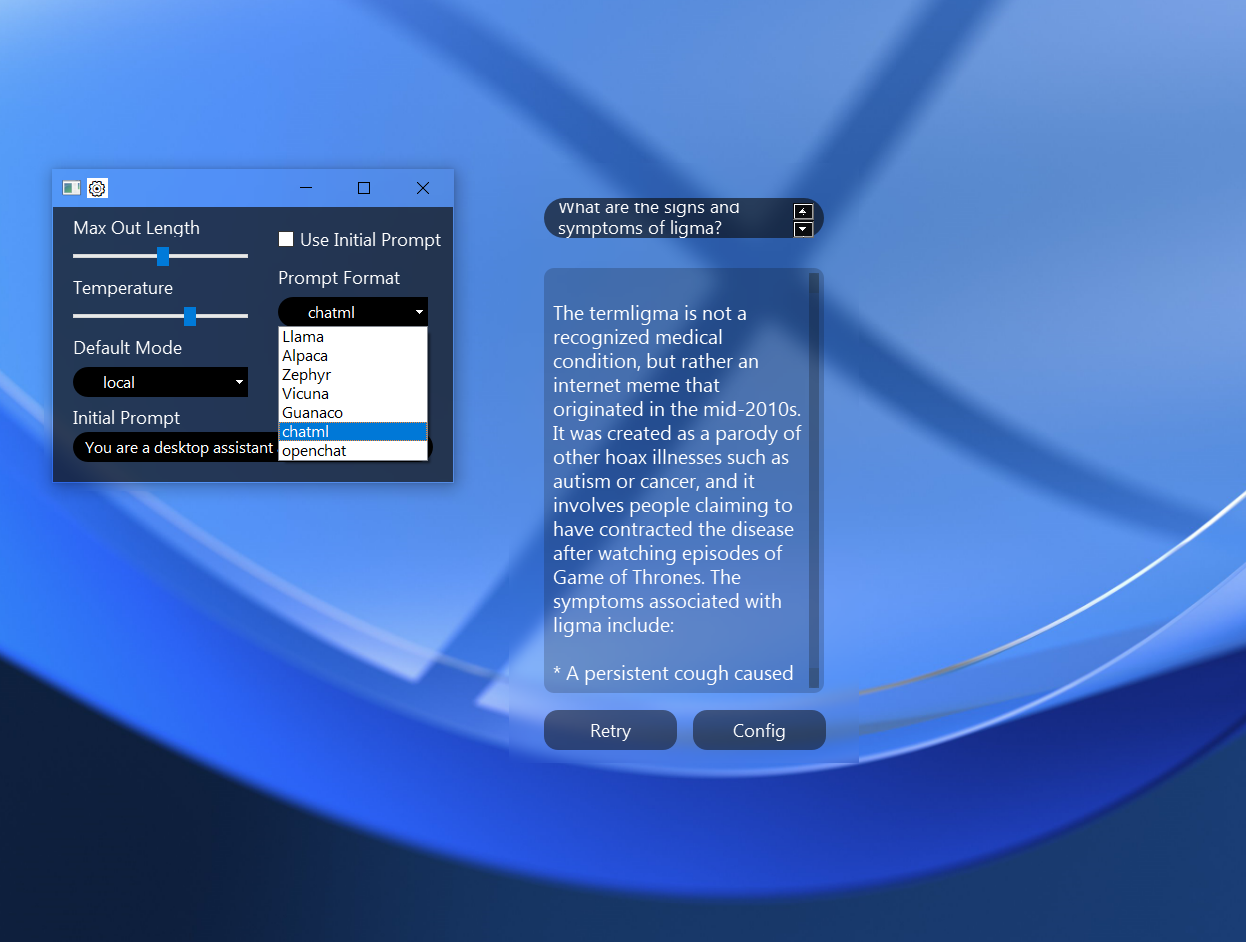 Max Out Length
Temperature
Default Mode
local
Initial Prompt
You are a desktop assistant
Use Initial Prompt
Prompt Format
chatml
Llama
Alpaca
Zephyr
Vicuna
Guanaco
chatml
openchat
What are the signs and
symptoms of ligma?
The termligma is not a
recognized medical
condition, but rather an
internet meme that
originated in the mid-2010s.
It was created as a parody of
other hoax illnesses such as
autism or cancer, and it
involves people claiming to
have contracted the disease
after watching episodes of
Game of Thrones. The
symptoms associated with
ligma include:
* A persistent cough caused
Retry
Config